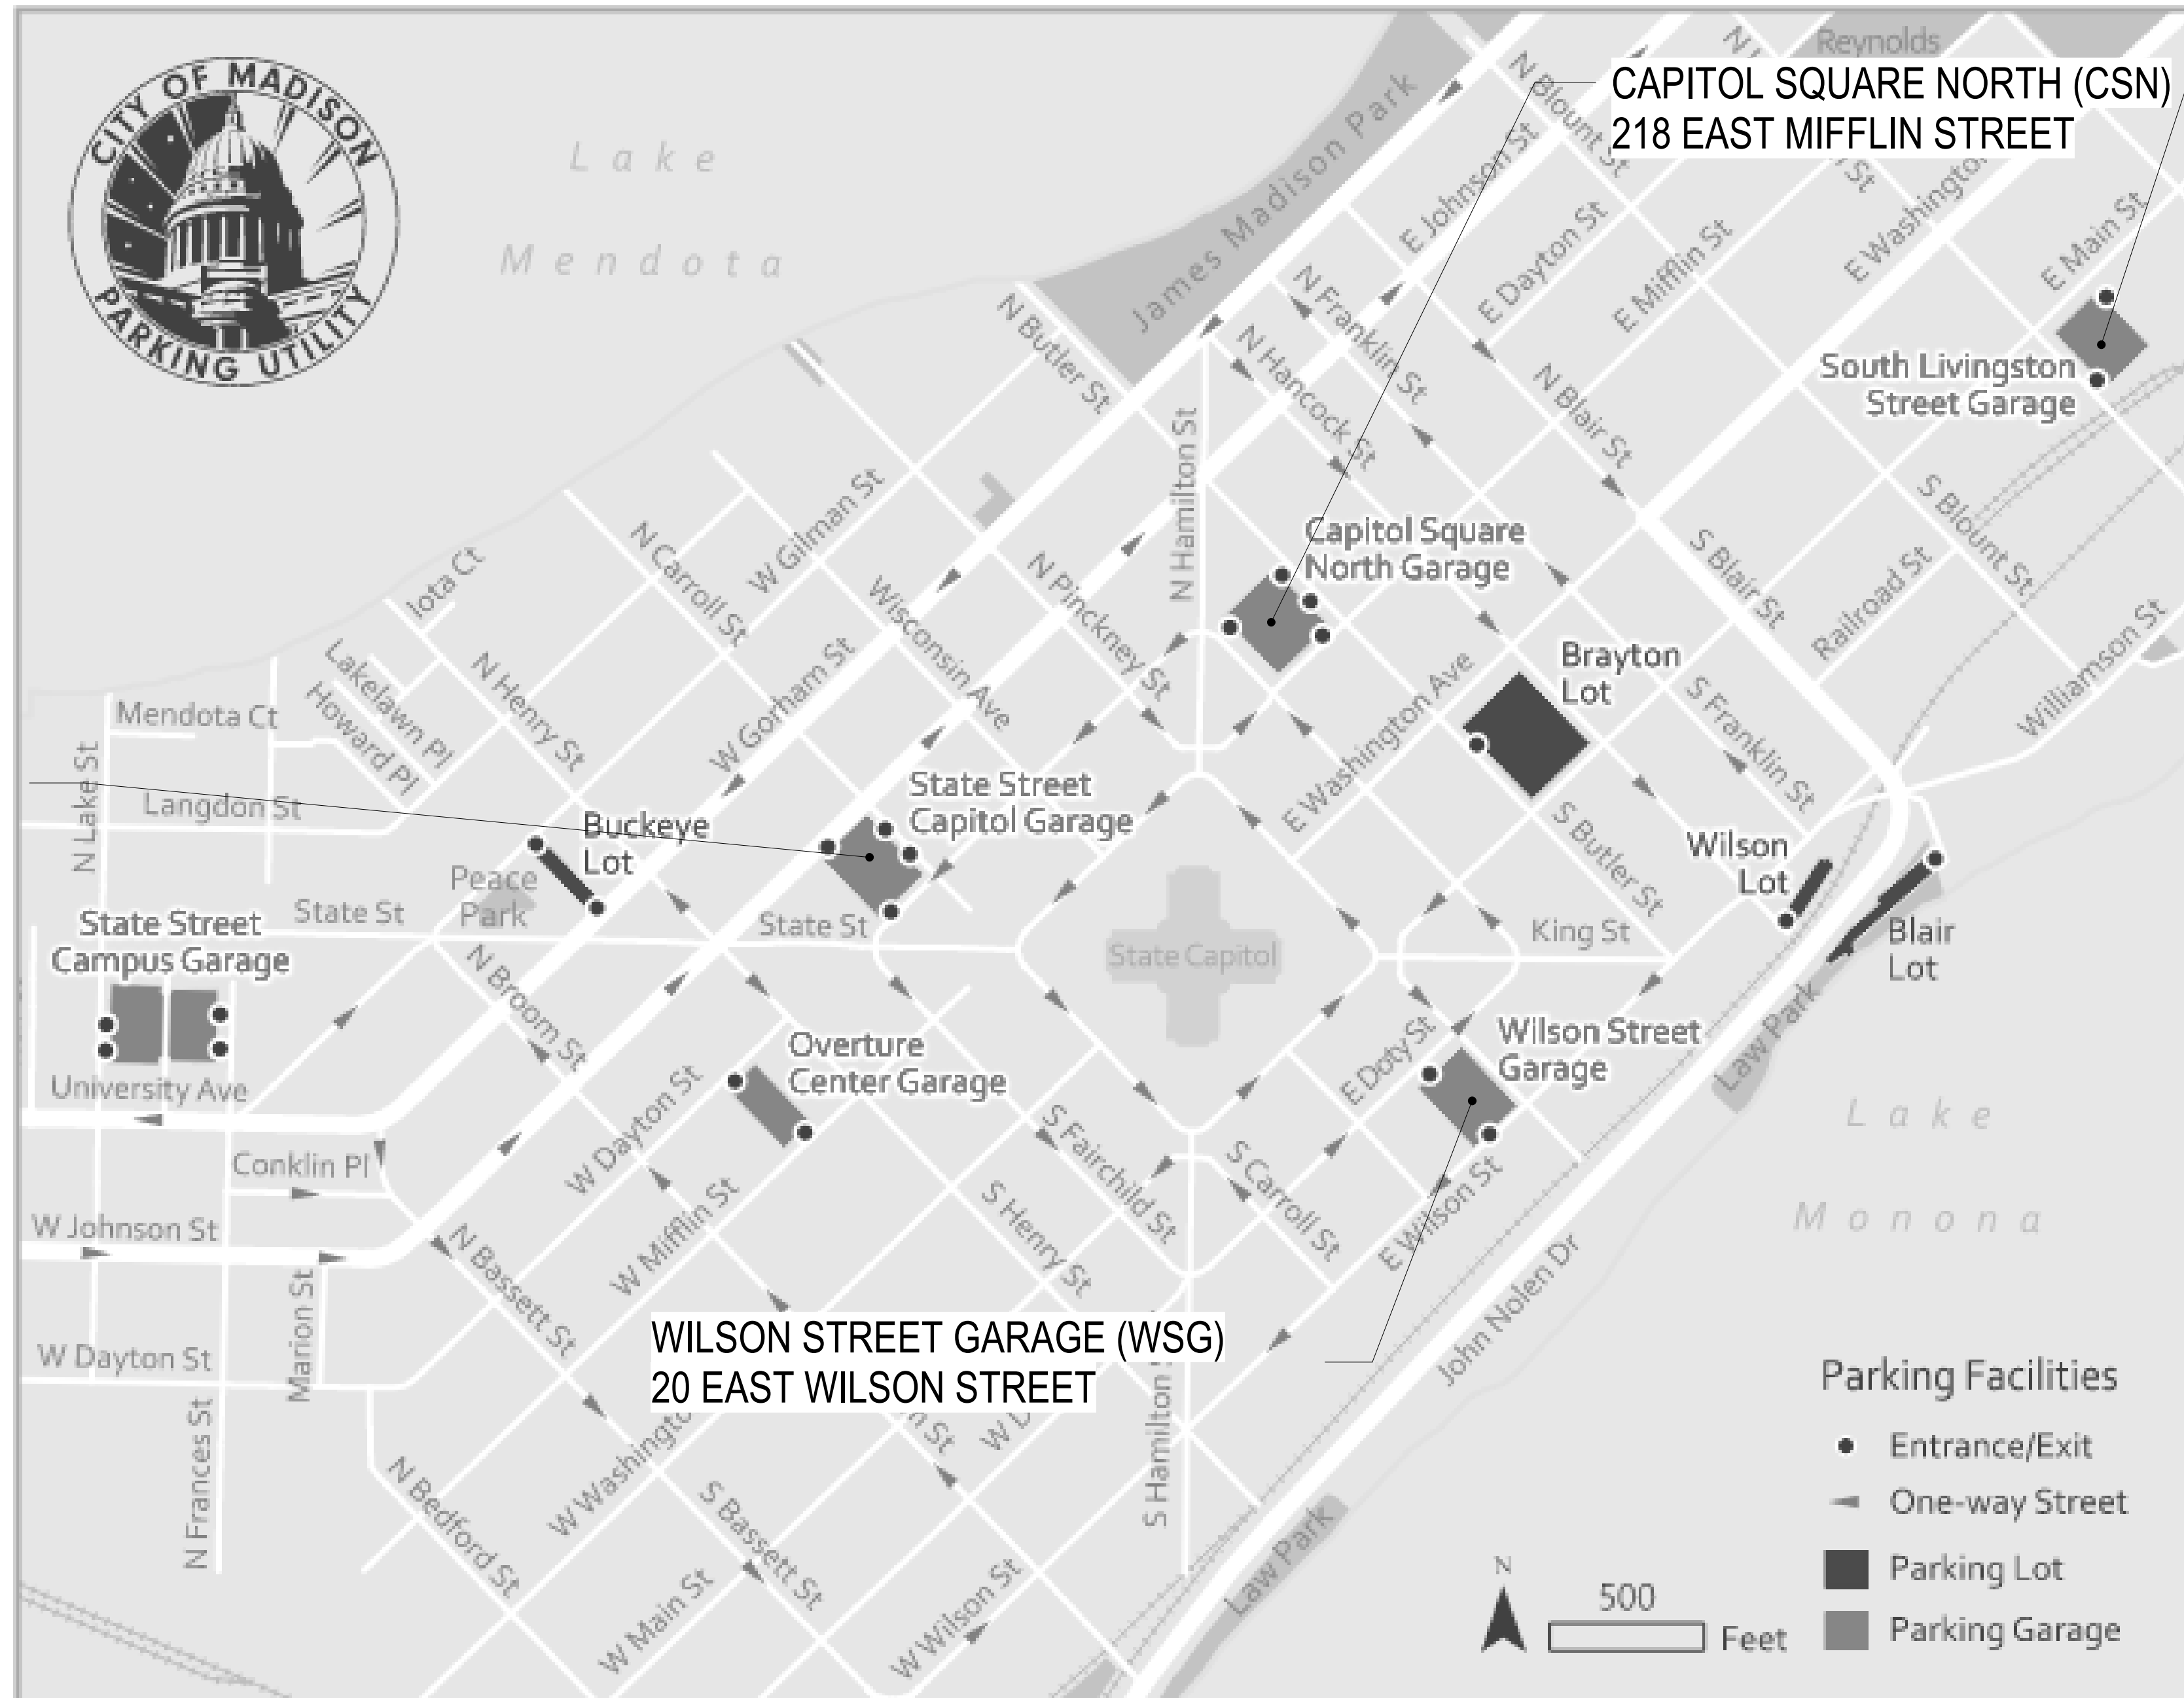 CITY OF MADISON
PARKING UTILITY
Lake
Mendota
James Madison Park
Reynolds
CAPITOL SQUARE NORTH (CSN)
218 EAST MIFFLIN STREET
N Blount St
St
E Johnson St
E Dayton St
E Mifflin St
E Washington
E Main St
South Livingston
Street Garage
N Butler St
N Hamilton St
N Hancock St
N Franklin St
N Blair St
S Blount St
S Blair St
Railroad St
Williamson St
Capitol Square
North Garage
Brayton
Lot
N Pinckney St
Wisconsin Ave
W Gilman St
N Carroll St
W Gorham St
Iota Ct
Lakelawn Pl
Howard Pl
N Henry St
Mendota Ct
N Lake St
Langdon St
Buckeye
Lot
Peace
Park
State Street
Capitol Garage
E Washington Ave
S Franklin St
S Butler St
Wilson
Lot
Blair
Lot
State St
State St
State Capitol
King St
State Street
Campus Garage
N Broom St
University Ave
Overture
Center Garage
E Doty St
Wilson Street
Garage
Law Park
Lake
Monona
Conklin Pl
W Dayton St
W Mifflin St
S Fairchild St
S Henry St
S Carroll St
E Wilson St
John Nolen Dr
W Johnson St
N Bassett St
Marion St
W Dayton St
N Frances St
WILSON STREET GARAGE (WSG)
20 EAST WILSON STREET
N Bedford St
W Washington
S Bassett St
W Main St
W Wilson St
S Hamilton
Law Park
Parking Facilities
Entrance/Exit
One-way Street
Parking Lot
Parking Garage
N
500
Feet